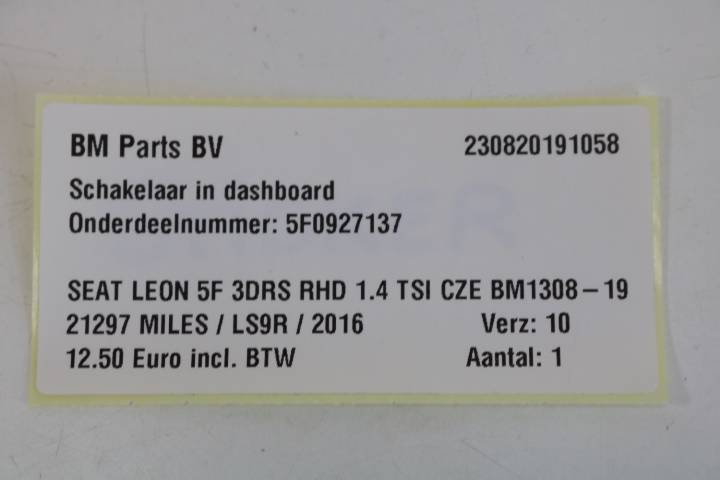 BM Parts BV 230820191058
Schakelaar in dashboard
Onderdeelnummer: 5F0927137
SEAT LEON 5F 3DRS RHD 1.4 TSI CZE BM1308-19
21297 MILES / LS9R / 2016 Verz: 10
12.50 Euro incl. BTW Aantal: 1